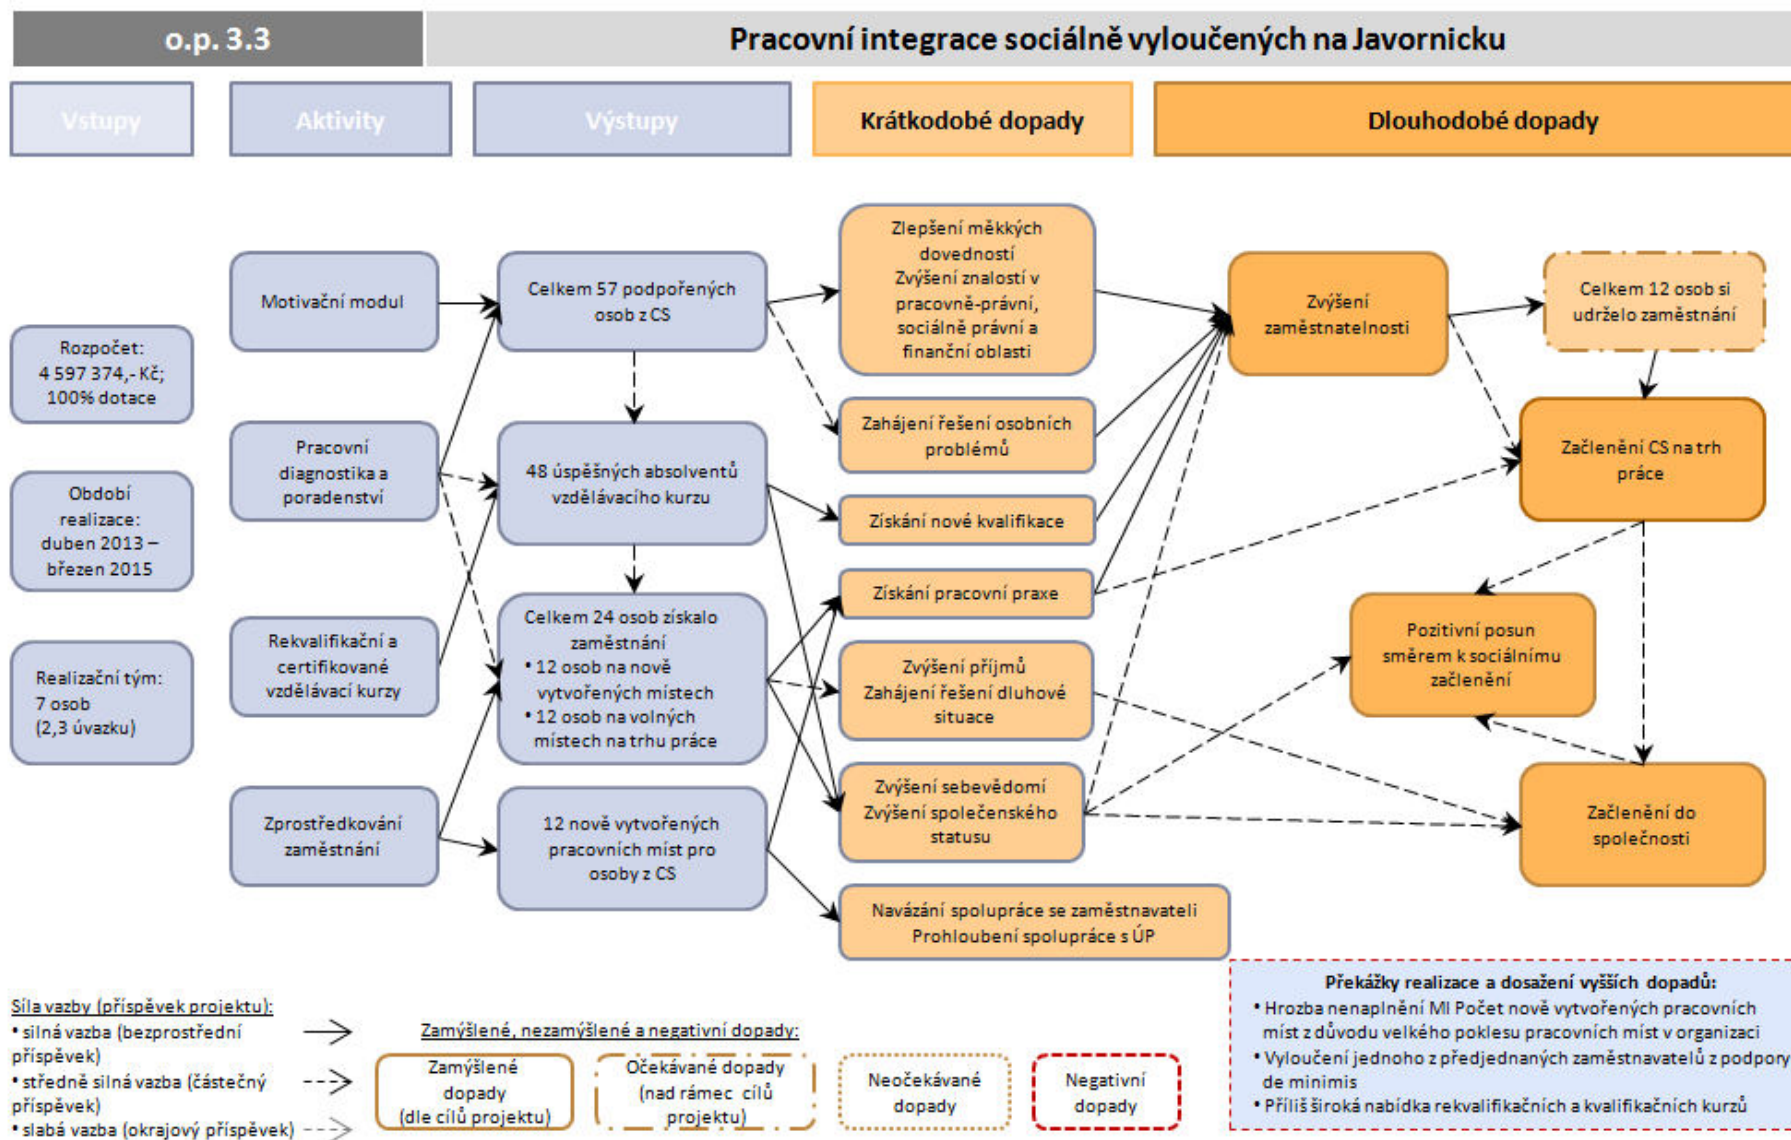 o.p. 3.3
Pracovní integrace sociálně vyloučených na Javornicku
Vstupy
Aktivity
Výstupy
Krátkodobé dopady
Dlouhodobé dopady
Rozpočet:
4 597 374,- Kč;
100% dotace
Období
realizace:
duben 2013 –
březen 2015
Realizační tým:
7 osob
(2,3 úvazku)
Motivační modul
Pracovní
diagnostika a
poradenství
Rekvalifikační a
certifikované
vzdělávací kurzy
Zprostředkování
zaměstnání
Celkem 57 podpořených
osob z CS
48 úspěšných absolventů
vzdělávacího kurzu
Celkem 24 osob získalo
zaměstnání
• 12 osob na nově
vytvořených místech
• 12 osob na volných
místech na trhu práce
12 nově vytvořených
pracovních míst pro
osoby z CS
Zlepšení měkkých
dovedností
Zvýšení znalostí v
pracovně-právní,
sociálně právní a
finanční oblasti
Zahájení řešení osobních
problémů
Získání nové kvalifikace
Získání pracovní praxe
Zvýšení příjmů
Zahájení řešení dluhové
situace
Zvýšení sebevědomí
Zvýšení společenského
statusu
Navázání spolupráce se zaměstnavateli
Prohloubení spolupráce s ÚP
Zvýšení
zaměstnatelnosti
Celkem 12 osob si
udrželo zaměstnání
Začlenění CS na trh
práce
Pozitivní posun
směrem k sociálnímu
začlenění
Začlenění do
společnosti
Síla vazby (příspěvek projektu):
• silná vazba (bezprostřední
příspěvek)
• středně silná vazba (částečný
příspěvek)
• slabá vazba (okrajový příspěvek)
Zamýšlené, nezamýšlené a negativní dopady:
Zamýšlené
dopady
(dle cílů projektu)
Očekávané dopady
(nad rámec cílů
projektu)
Neočekávané
dopady
Negativní
dopady
Překážky realizace a dosažení vyšších dopadů:
• Hrozba nenaplnění MI Počet nově vytvořených pracovních
míst z důvodu velkého poklesu pracovních míst v organizaci
• Vyloučení jednoho z předjednaných zaměstnavatelů z podpory
de minimis
• Příliš široká nabídka rekvalifikačních a kvalifikačních kurzů